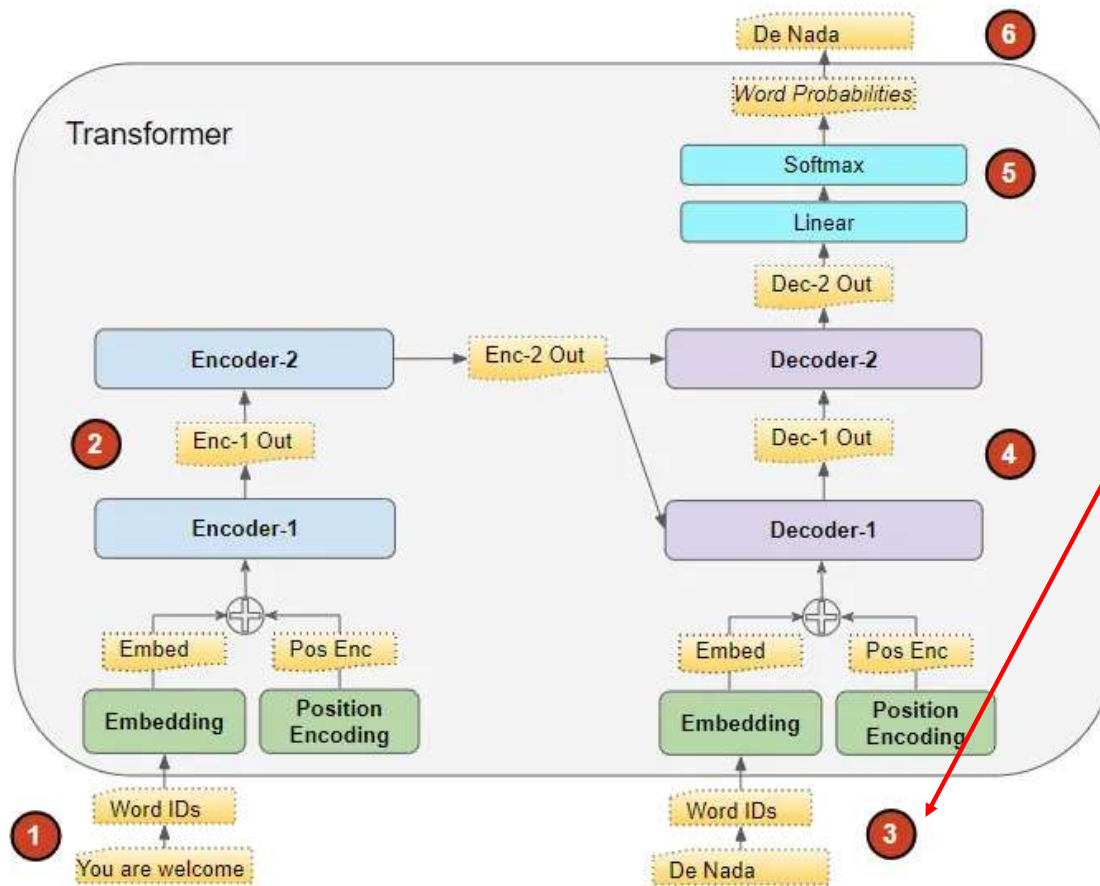 De Nada
6
Word Probabilities
Transformer
Softmax
5
Linear
Dec-2 Out
Encoder-2
Enc-2 Out
Decoder-2
2
Enc-1 Out
Dec-1 Out
4
Encoder-1
Decoder-1
Embed
Pos Enc
Embed
Pos Enc
Embedding
Position
Encoding
Embedding
Position
Encoding
1
Word IDs
Word IDs
3
You are welcome
De Nada